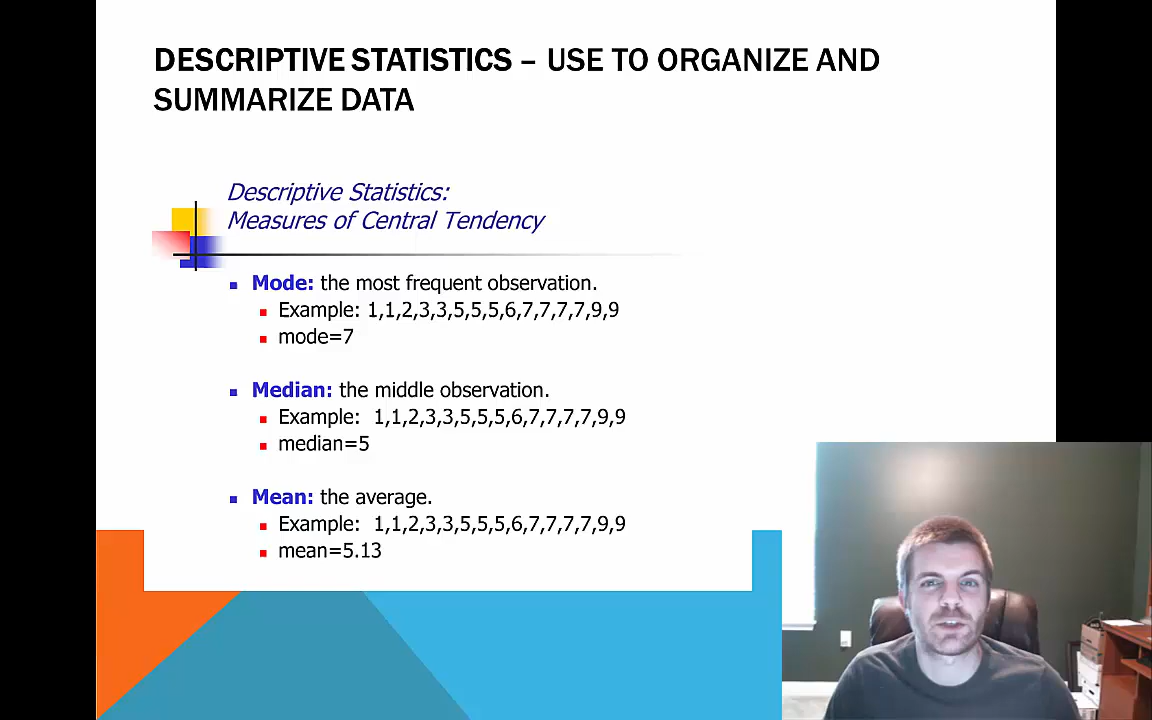 DESCRIPTIVE STATISTICS – USE TO ORGANIZE AND
SUMMARIZE DATA
Descriptive Statistics:
Measures of Central Tendency
Mode: the most frequent observation.
Example: 1,1,2,3,3,5,5,5,6,7,7,7,7,9,9
mode=7
Median: the middle observation.
Example: 1,1,2,3,3,5,5,5,6,7,7,7,7,9,9
median=5
Mean: the average.
Example: 1,1,2,3,3,5,5,5,6,7,7,7,7,9,9
mean=5.13